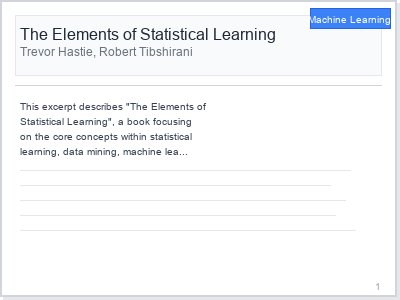 Machine Learning
The Elements of Statistical Learning
Trevor Hastie, Robert Tibshirani
This excerpt describes "The Elements of
Statistical Learning", a book focusing
on the core concepts within statistical
learning, data mining, machine lea...
1